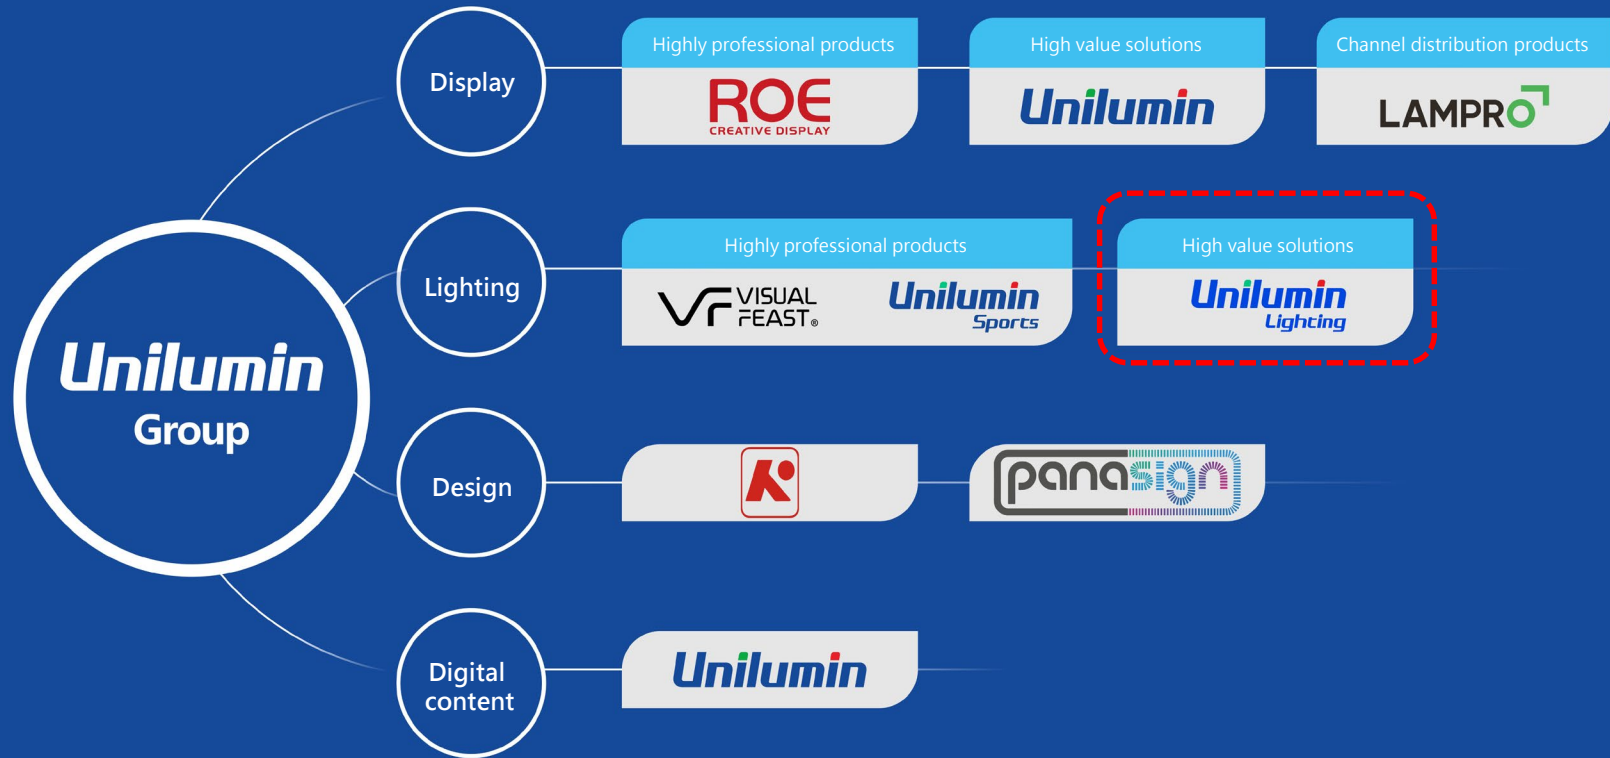 Unilumin
Group
Display
Highly professional products
ROE
CREATIVE DISPLAY
High value solutions
Unilumin
Channel distribution products
LAMPRO
Lighting
Highly professional products
VF VISUAL
FEAST®
Unilumin
Sports
High value solutions
Unilumin
Lighting
Design
K
panasign
Digital
content
Unilumin